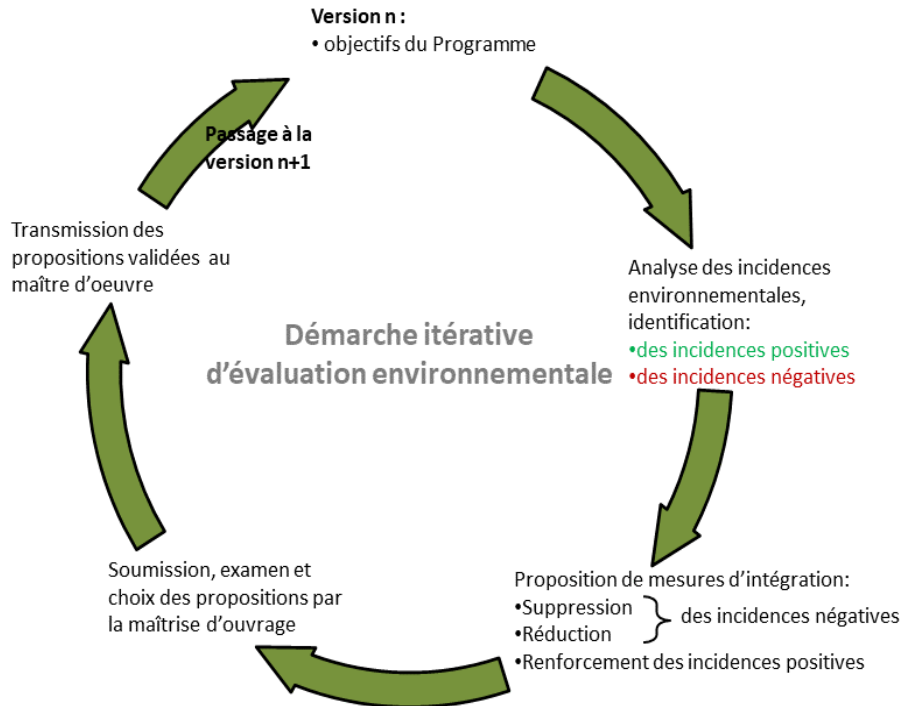 Version n :
• objectifs du Programme
Analyse des incidences
environnementales,
identification:
•des incidences positives
•des incidences négatives
Proposition de mesures d'intégration:
•Suppression
•Réduction
des incidences négatives
•Renforcement des incidences positives
Soumission, examen et
choix des propositions par
la maîtrise d'ouvrage
Transmission des
propositions validées au
maître d'oeuvre
Passage à la
version n+1
Démarche itérative
d'évaluation environnementale